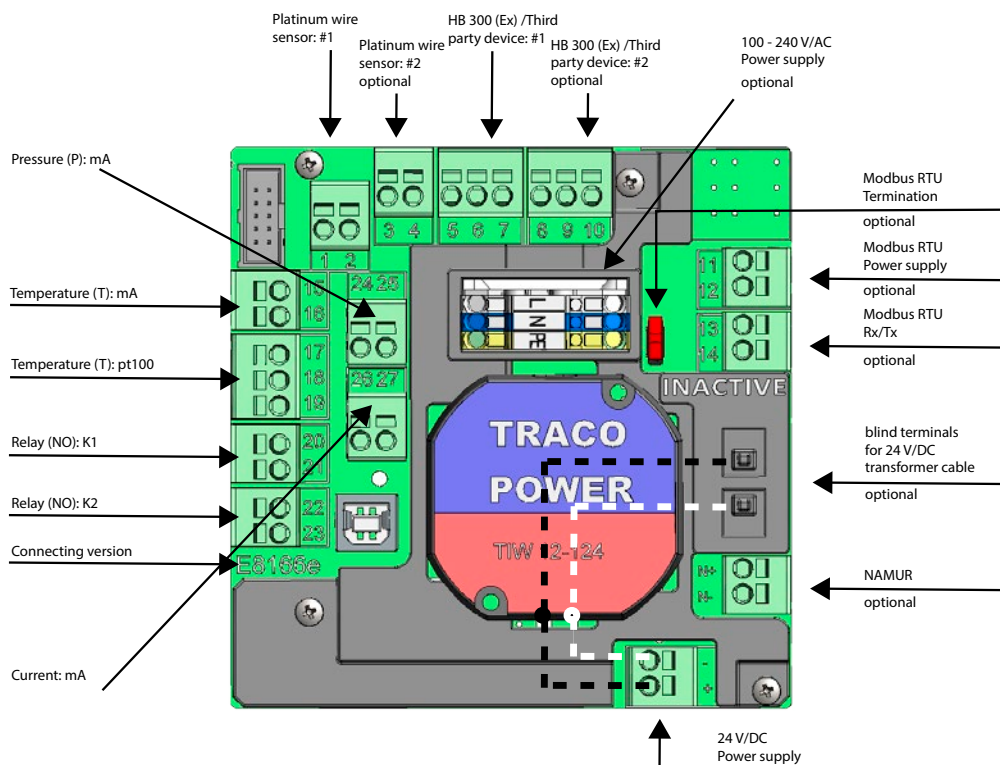 Platinum wire
sensor: #1
Platinum wire
sensor: #2
optional
HB 300 (Ex) /Third
party device: #1
HB 300 (Ex) /Third
party device: #2
optional
100 - 240 V/AC
Power supply
optional
Pressure (P): mA
Temperature (T): mA
Temperature (T): pt100
Relay (NO): K1
Relay (NO): K2
Connecting version
Current: mA
Modbus RTU
Termination
optional
Modbus RTU
Power supply
optional
Modbus RTU
Rx/Tx
optional
blind terminals
for 24 V/DC
transformer cable
optional
NAMUR
optional
24 V/DC
Power supply
1 2
3 4
5 6 7
8 9 10
11
12
13
14
15
16
17
18
19
20
21
22
23
24 25
26 27
L
N
PE
INACTIVE
TRACO
POWER
TIW 12-124
E8165e
N+
N-
-
+